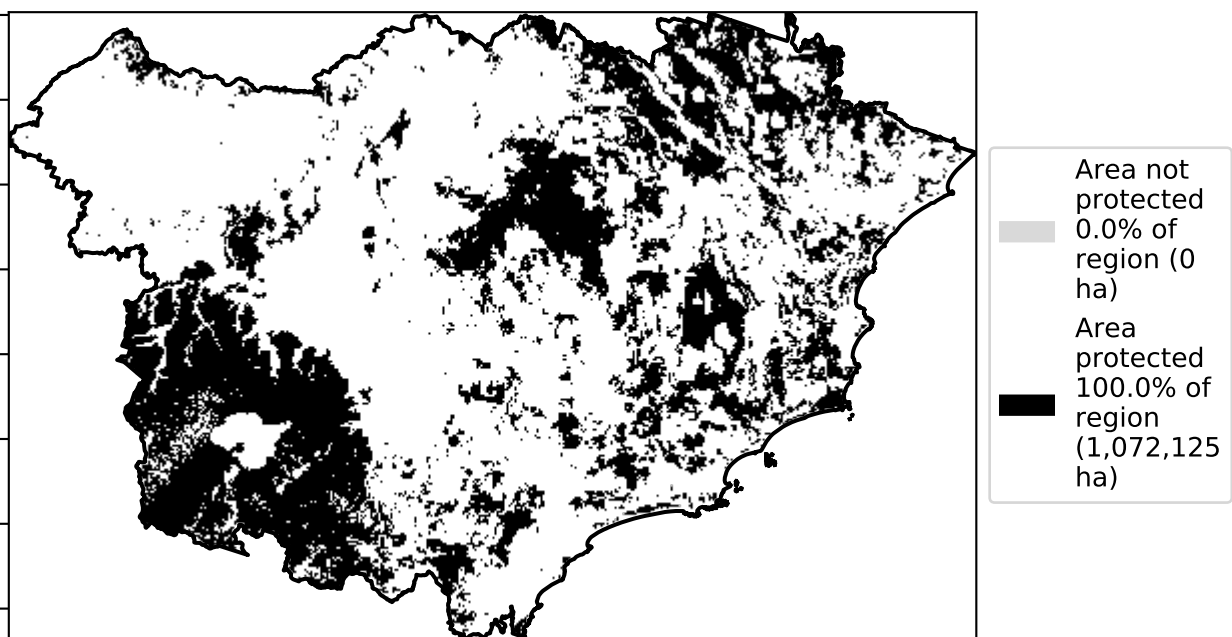 Area not
protected
0.0% of
region (0
ha)
Area
protected
100.0% of
region
(1,072,125
ha)